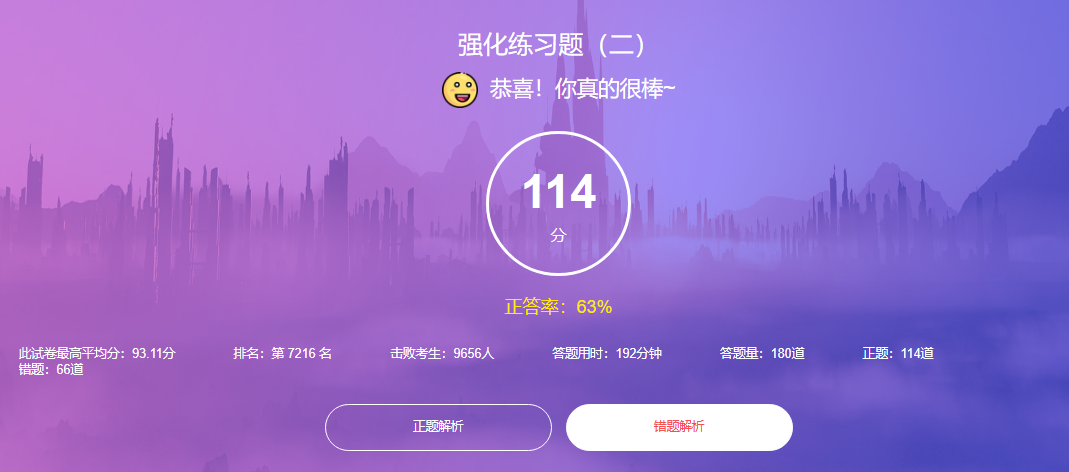 强化练习题（二）
恭喜！你真的很棒~
114
分
正答率：63%
此试卷最高平均分：93.11分 排名：第 7216 名 击败考生：9656人 答题用时：192分钟 答题量：180道 正题：114道
错题：66道
正题解析 错题解析